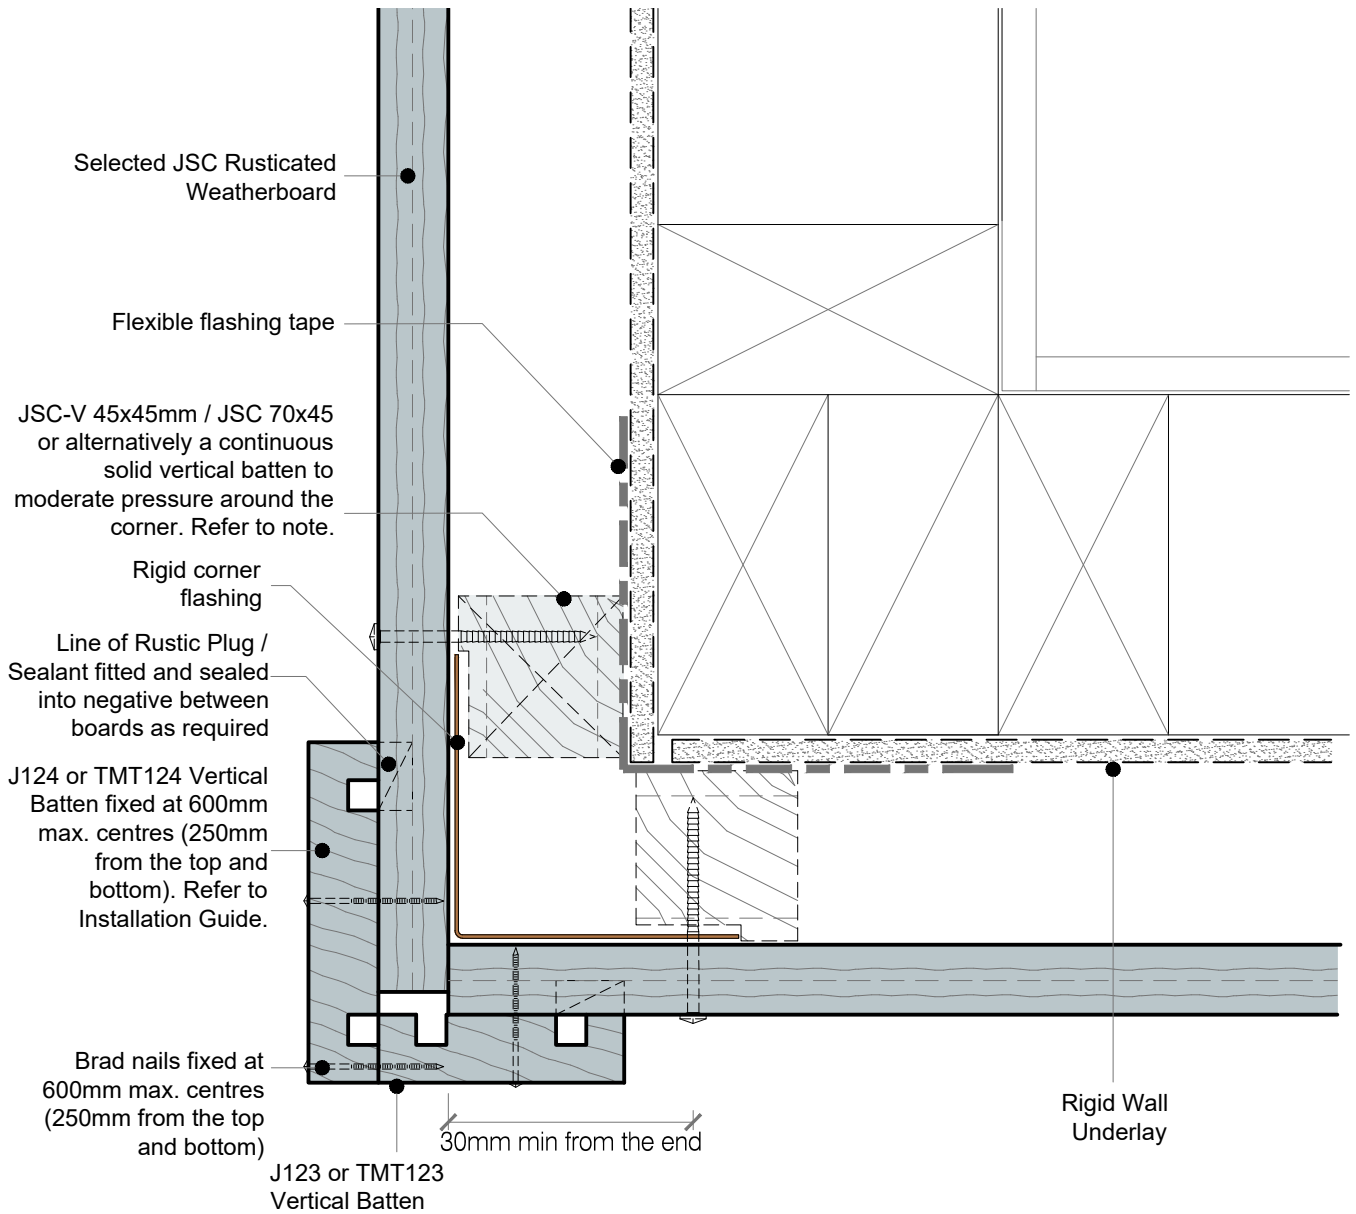 Selected JSC Rusticated
Weatherboard
Flexible flashing tape
JSC-V 45x45mm / JSC 70x45
or alternatively a continuous
solid vertical batten to
moderate pressure around the
corner. Refer to note.
Rigid corner
flashing
Line of Rustic Plug /
Sealant fitted and sealed
into negative between
boards as required
J124 or TMT124 Vertical
Batten fixed at 600mm
max. centres (250mm
from the top and
bottom). Refer to
Installation Guide.
Brad nails fixed at
600mm max. centres
(250mm from the top
and bottom)
J123 or TMT123
Vertical Batten
30mm min from the end
Rigid Wall
Underlay